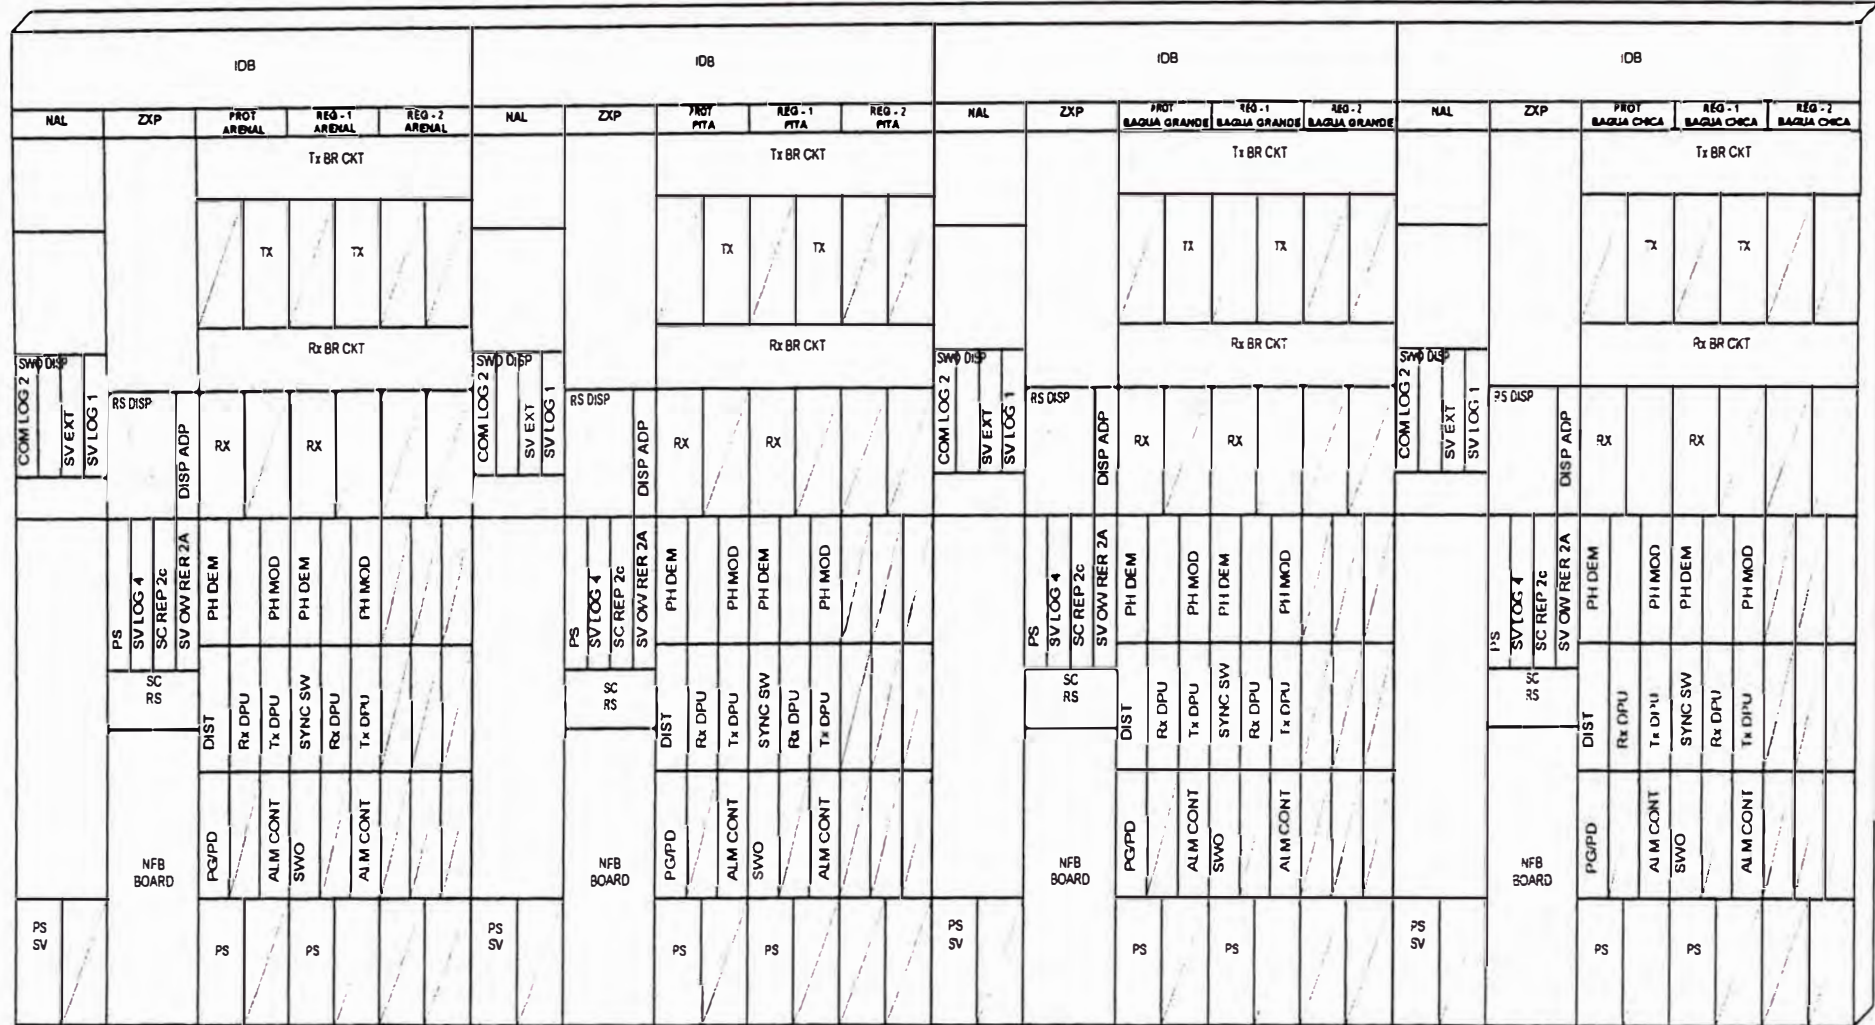 IDB
IDB
IDB
IDB
NAL
ZXP
PROT ARENAL
REG - 1 ARENAL
REG - 2 ARENAL
NAL
ZXP
PROT PITA
REG - 1 PITA
REG - 2 PITA
NAL
ZXP
PROT BAGUA GRANDE
REG - 1 BAGUA GRANDE
REG - 2 BAGUA GRANDE
NAL
ZXP
PROT BAGUA CHICA
REG - 1 BAGUA CHICA
REG - 2 BAGUA CHICA
Tx BR CKT
TX
TX
Rx BR CKT
SWO DISP
COM LOG 2
SV EXT
SV LOG 1
RS DISP
DISP ADP
RX
RX
PS
SV LOG 4
SC REP 2c
SV OW RER 2A
PH DEM
PH MOD
PH DEM
PH MOD
SC
RS
DIST
Rx DPU
Tx DPU
SYNC SW
Rx DPU
Tx DPU
NFB
BOARD
PG/PD
ALM CONT
SWO
ALM CONT
PS
SV
PS
PS
Tx BR CKT
TX
TX
Rx BR CKT
SWO DISP
COM LOG 2
SV EXT
SV LOG 1
RS DISP
DISP ADP
RX
RX
PS
SV LOG 4
SC REP 2c
SV OW RER 2A
PH DEM
PH MOD
PH DEM
PH MOD
SC
RS
DIST
Rx DPU
Tx DPU
SYNC SW
Rx DPU
Tx DPU
NFB
BOARD
PG/PD
ALM CONT
SWO
ALM CONT
PS
SV
PS
PS
Tx BR CKT
TX
TX
Rx BR CKT
SWO DISP
COM LOG 2
SV EXT
SV LOG 1
RS DISP
DISP ADP
RX
RX
PS
SV LOG 4
SC REP 2c
SV OW RER 2A
PH DEM
PH MOD
PH DEM
PH MOD
SC
RS
DIST
Rx DPU
Tx DPU
SYNC SW
Rx DPU
Tx DPU
NFB
BOARD
PG/PD
ALM CONT
SWO
ALM CONT
PS
SV
PS
PS
Tx BR CKT
TX
TX
Rx BR CKT
SWO DISP
COM LOG 2
SV EXT
SV LOG 1
RS DISP
DISP ADP
RX
RX
PS
SV LOG 4
SC REP 2c
SV OW RER 2A
PH DEM
PH MOD
PH DEM
PH MOD
SC
RS
DIST
Rx DPU
Tx DPU
SYNC SW
Rx DPU
Tx DPU
NFB
BOARD
PG/PD
ALM CONT
SWO
ALM CONT
PS
SV
PS
PS